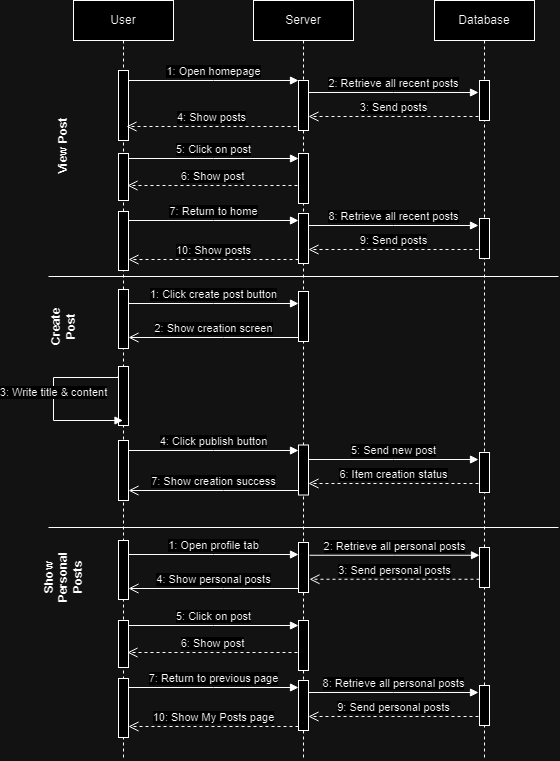 User
Server
Database
View Post
1: Open homepage
2: Retrieve all recent posts
3: Send posts
4: Show posts
5: Click on post
6: Show post
7: Return to home
8: Retrieve all recent posts
9: Send posts
10: Show posts
Create
Post
1: Click create post button
2: Show creation screen
3: Write title & content
4: Click publish button
5: Send new post
6: Item creation status
7: Show creation success
Show
Personal
Posts
1: Open profile tab
2: Retrieve all personal posts
3: Send personal posts
4: Show personal posts
5: Click on post
6: Show post
7: Return to previous page
8: Retrieve all personal posts
9: Send personal posts
10: Show My Posts page